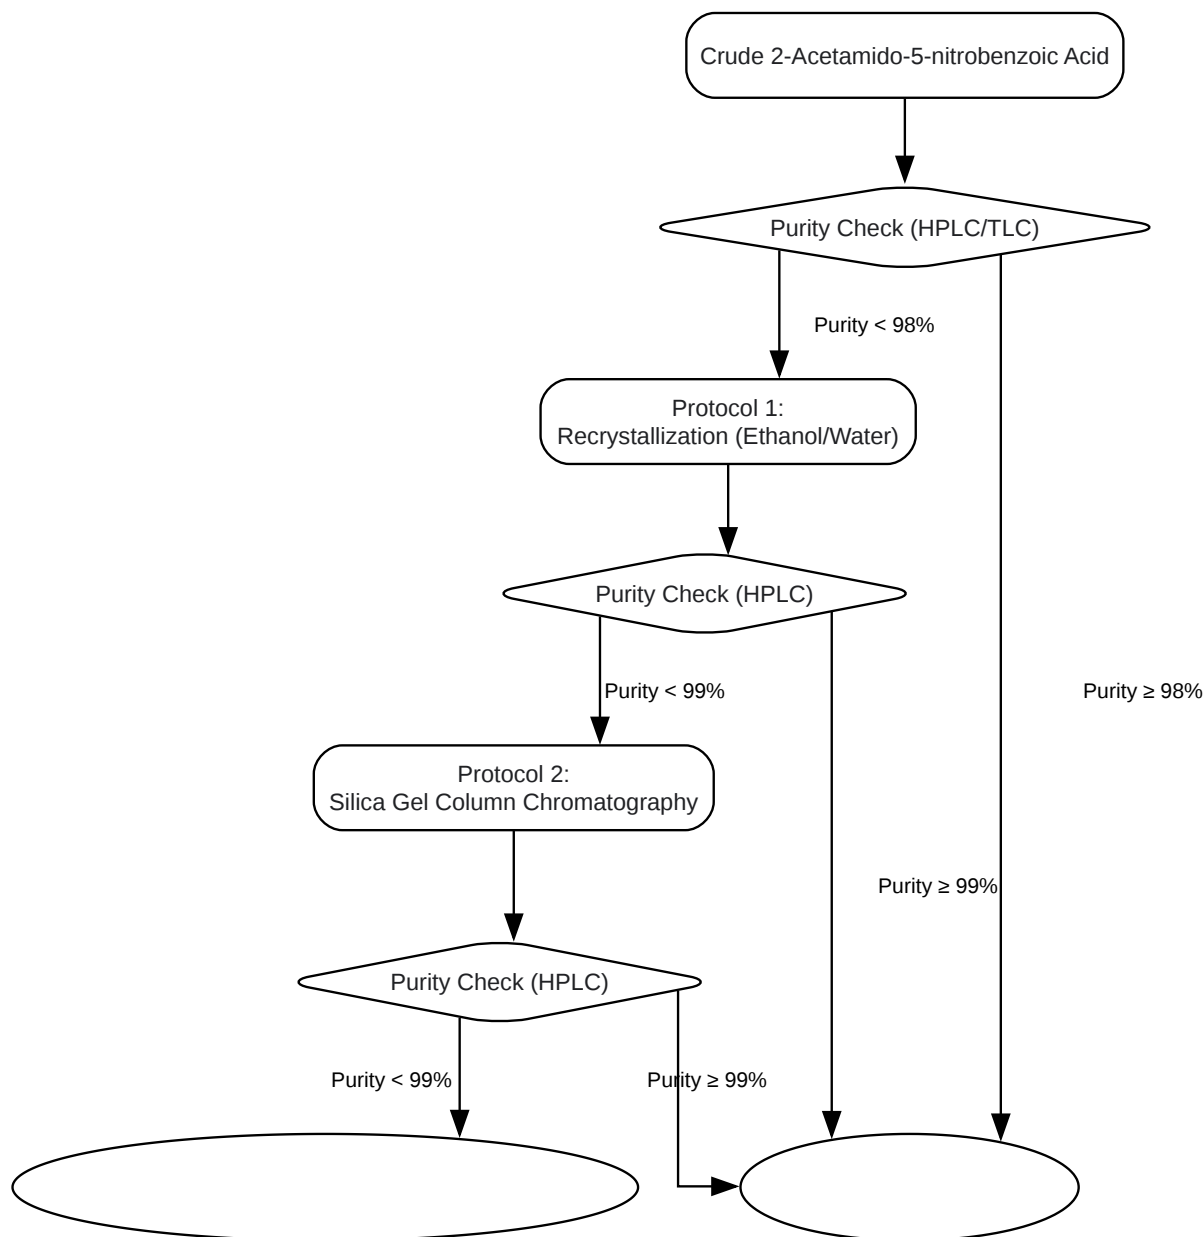 Crude 2-Acetamido-5-nitrobenzoic Acid
Purity Check (HPLC/TLC)
Purity < 98%
Protocol 1:
Recrystallization (Ethanol/Water)
Purity Check (HPLC)
Purity < 99%
Purity ≥ 98%
Protocol 2:
Silica Gel Column Chromatography
Purity ≥ 99%
Purity Check (HPLC)
Purity < 99%
Purity ≥ 99%